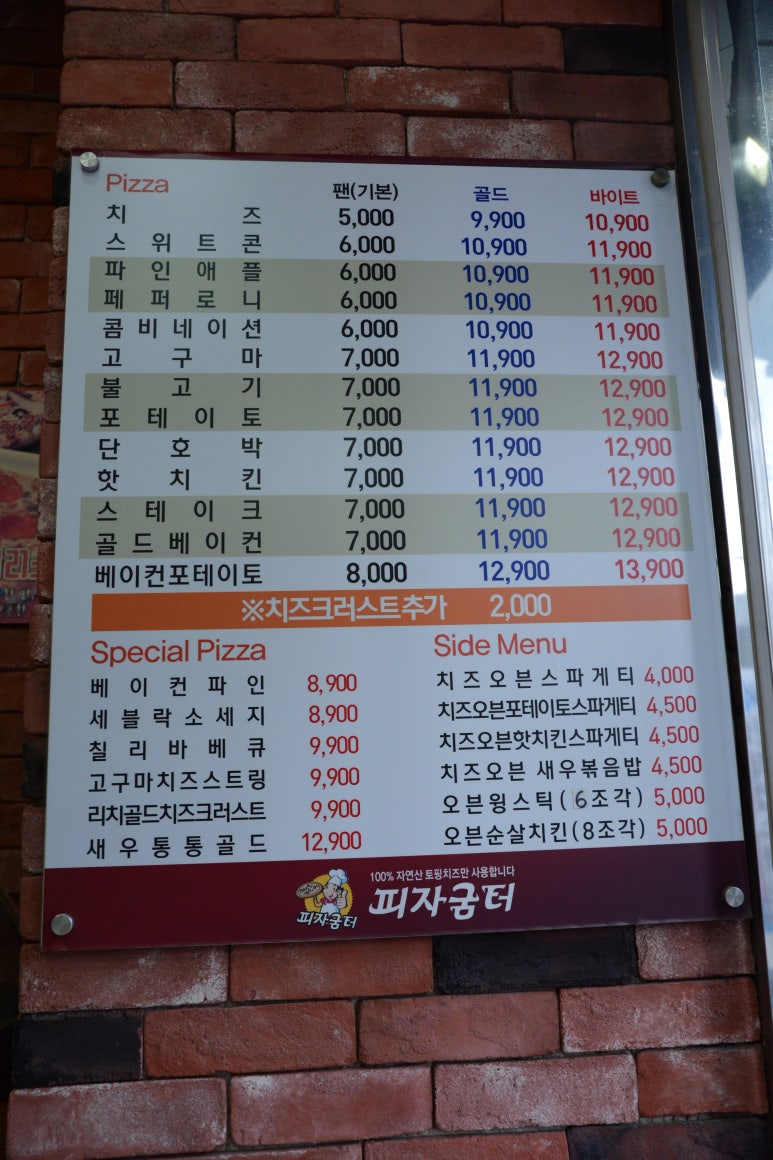 Pizza 팬(기본) 골드 바이트
치즈 5,000 9,900 10,900
스위트콘 6,000 10,900 11,900
파인애플 6,000 10,900 11,900
페퍼로니 6,000 10,900 11,900
콤비네이션 6,000 10,900 11,900
고구마 7,000 11,900 12,900
불고기 7,000 11,900 12,900
포테이토 7,000 11,900 12,900
단호박 7,000 11,900 12,900
핫치킨 7,000 11,900 12,900
스테이크 7,000 11,900 12,900
골드베이컨 7,000 11,900 12,900
베이컨포테이토 8,000 12,900 13,900
※치즈크러스트추가 2,000
Special Pizza
베이컨파인 8,900
세블락소세지 8,900
칠리바베큐 9,900
고구마치즈스트링 9,900
리치골드치즈크러스트 9,900
새우통통골드 12,900
Side Menu
치즈오븐스파게티 4,000
치즈오븐포테이토스파게티 4,500
치즈오븐핫치킨스파게티 4,500
치즈오븐 새우볶음밥 4,500
오븐윙스틱(6조각) 5,000
오븐순살치킨(8조각) 5,000
피자굼터
100% 자연산 토핑치즈만 사용합니다
피자굼터